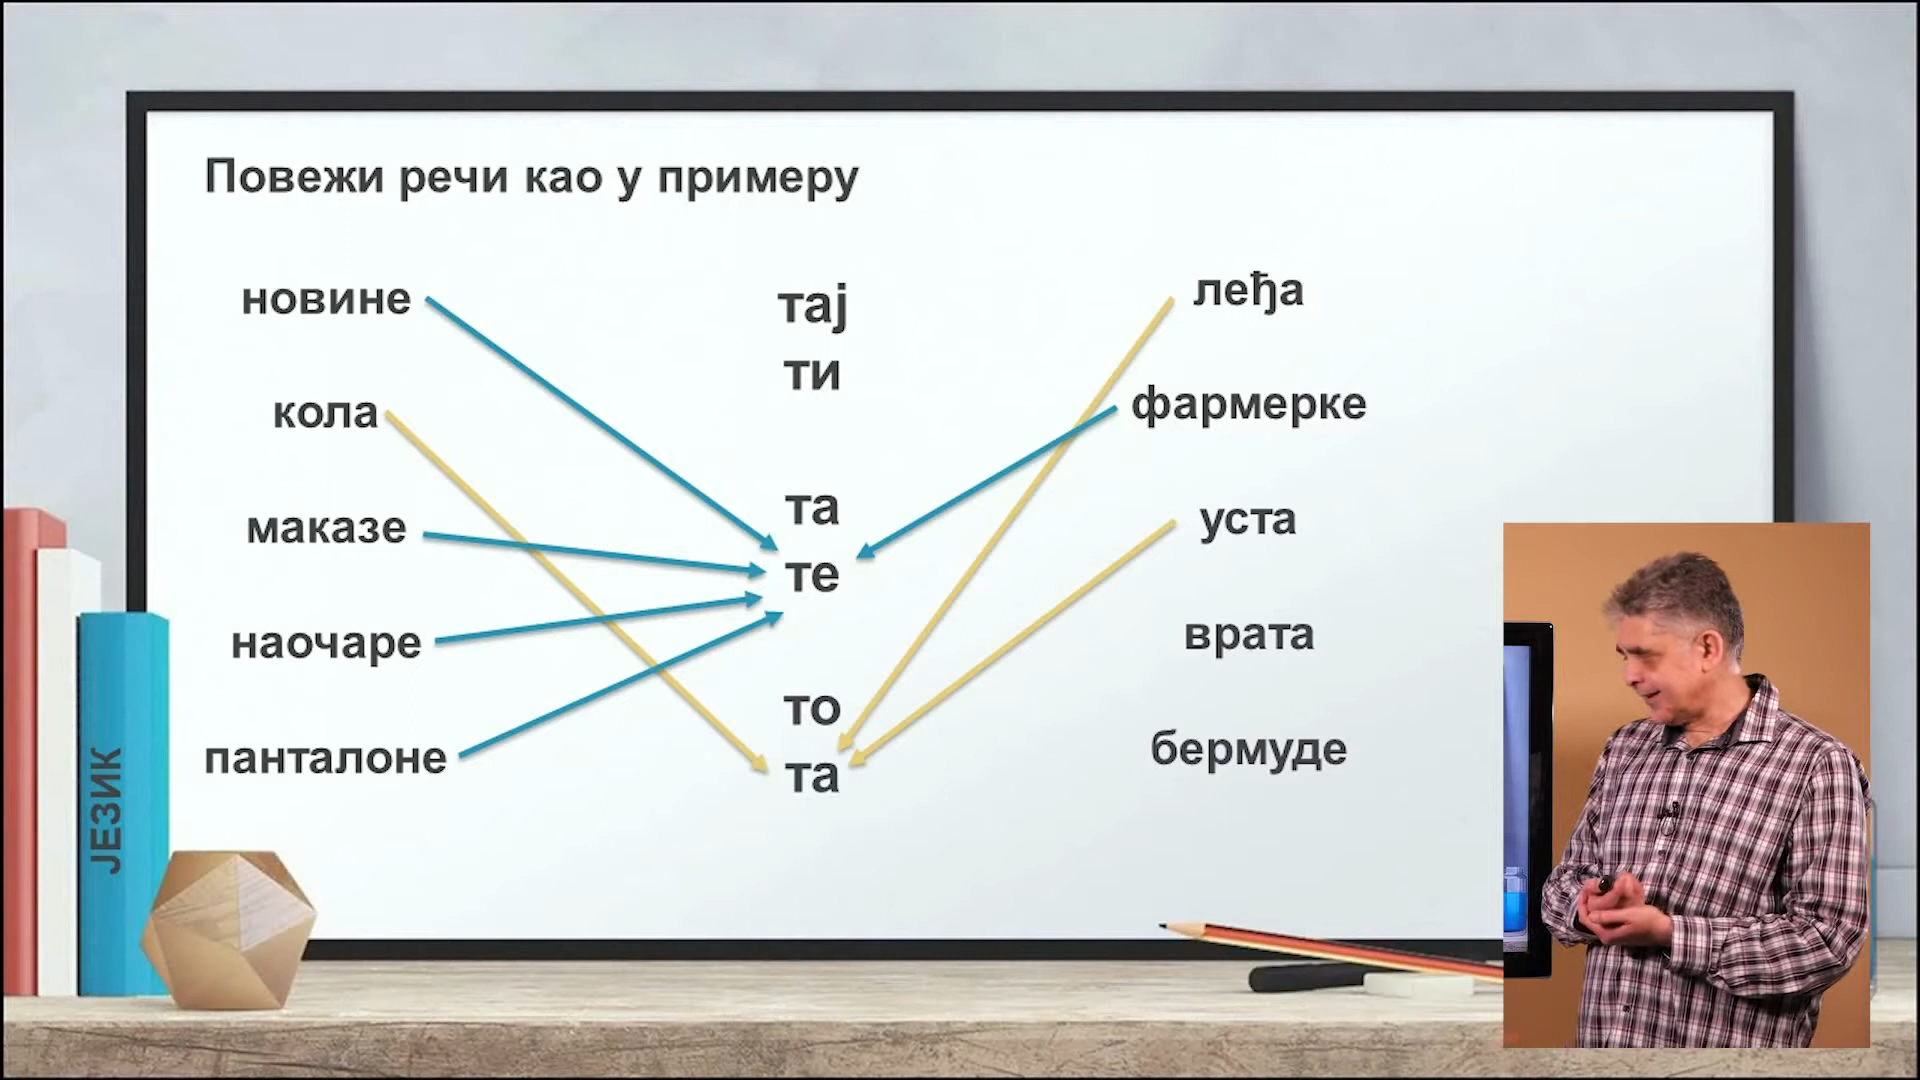 Повежи речи као у примеру
новине
кола
маказе
наочаре
панталоне
тај
ти
та
те
то
та
леђа
фармерке
уста
врата
бермуде
ЈЕЗИК